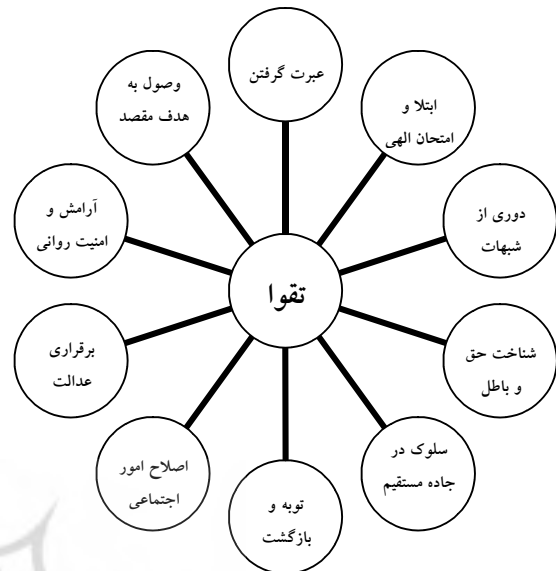 تقوا
عبرت گرفتن
ابتلا و
امتحان الهی
دوری از
شبهات
شناخت حق
و باطل
سلوک در
جاده مستقیم
توبه و
بازگشت
اصلاح امور
اجتماعی
برقراری
عدالت
آرامش و
امنیت روانی
وصول به
هدف مقصد